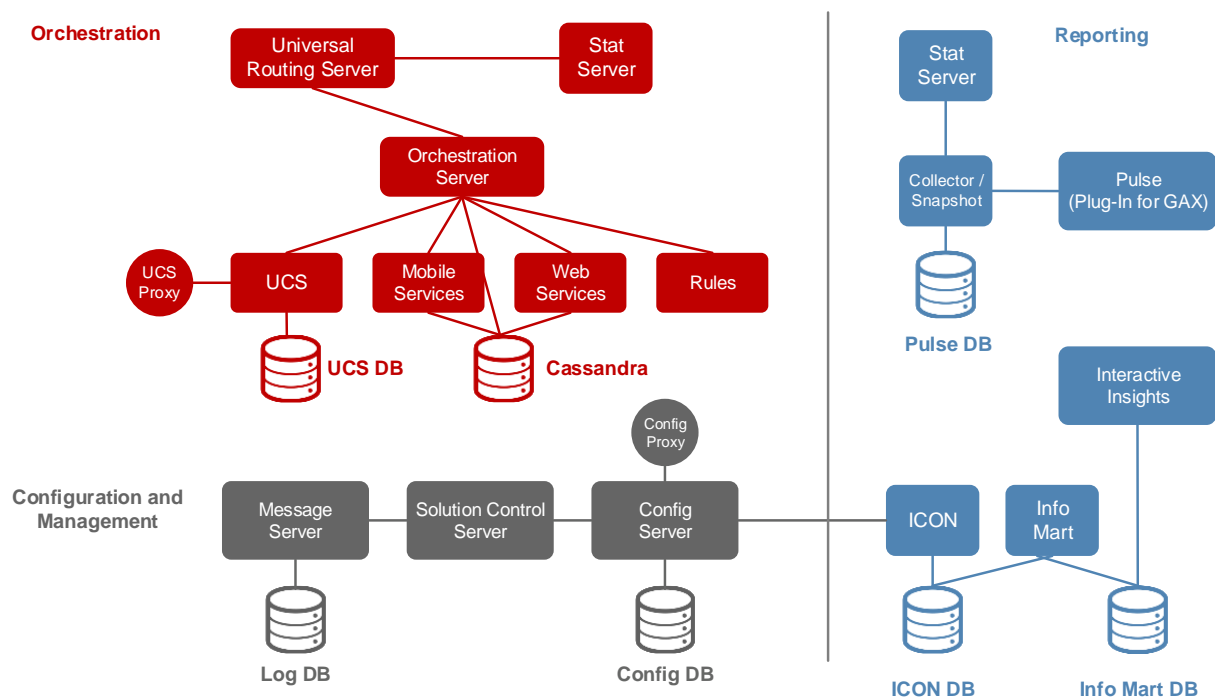 Orchestration
Universal
Routing Server
Stat
Server
Orchestration
Server
UCS
Proxy
UCS
Mobile
Services
Web
Services
Rules
UCS DB
Cassandra
Configuration and
Management
Message
Server
Solution Control
Server
Config
Server
Config
Proxy
Log DB
Config DB
Reporting
Stat
Server
Collector /
Snapshot
Pulse
(Plug-In for GAX)
Pulse DB
Interactive
Insights
ICON
Info
Mart
ICON DB
Info Mart DB